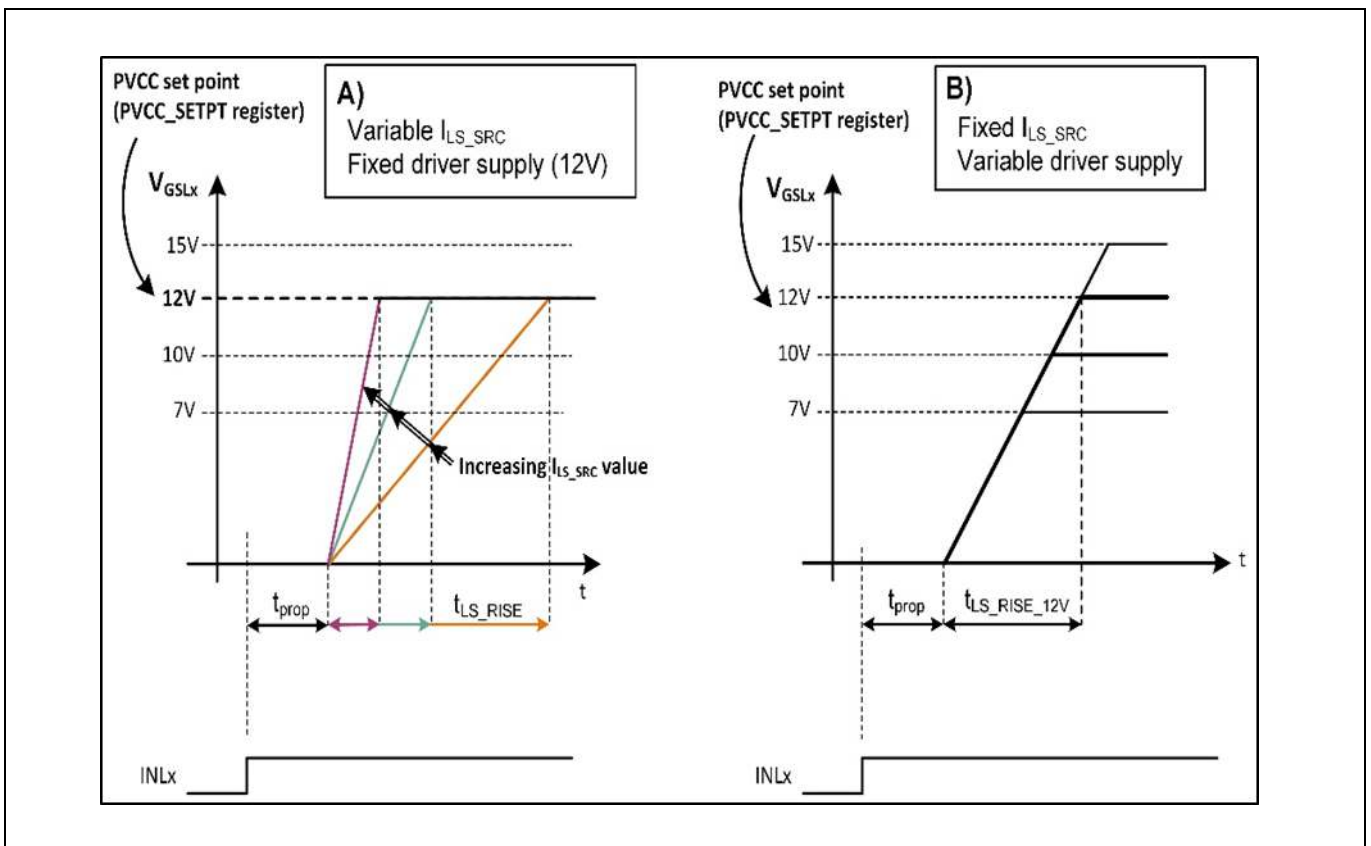 PVCC set point
(PVCC_SETPT register)
A)
Variable ILS_SRC
Fixed driver supply (12V)
VGSLx
15V
12V
10V
7V
Increasing ILS_SRC value
t
tprop
tLS_RISE
INLx
PVCC set point
(PVCC_SETPT register)
B)
Fixed ILS_SRC
Variable driver supply
VGSLx
15V
12V
10V
7V
t
tprop
tLS_RISE_12V
INLx